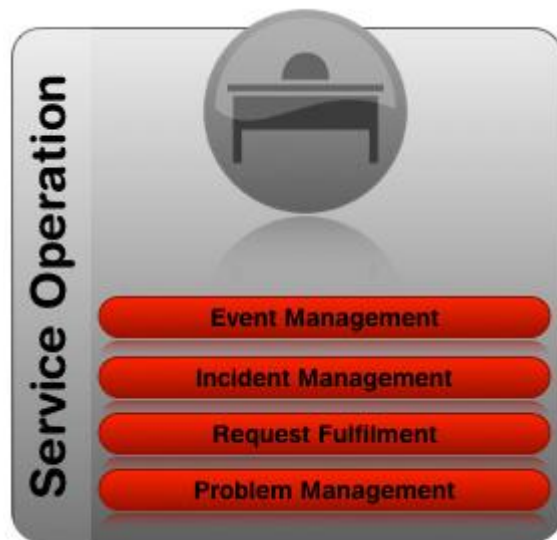 Service Operation
Event Management
Incident Management
Request Fulfilment
Problem Management